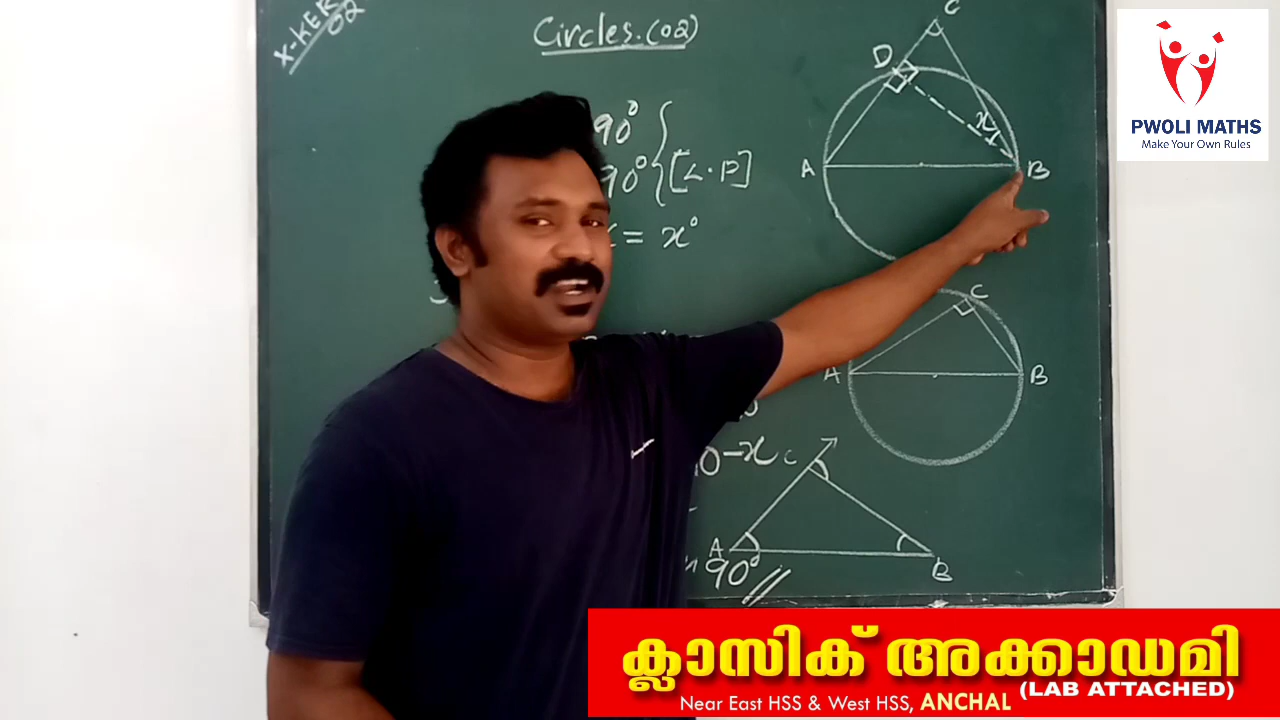 X-KER
02
Circles.(02)
90°
90° [L.P]
= x°
90°
C
D
x
A
B
C
A
B
A
B
PWOLI MATHS
Make Your Own Rules
ക്ലാസിക് അക്കാഡമി
(LAB ATTACHED)
Near East HSS & West HSS, ANCHAL